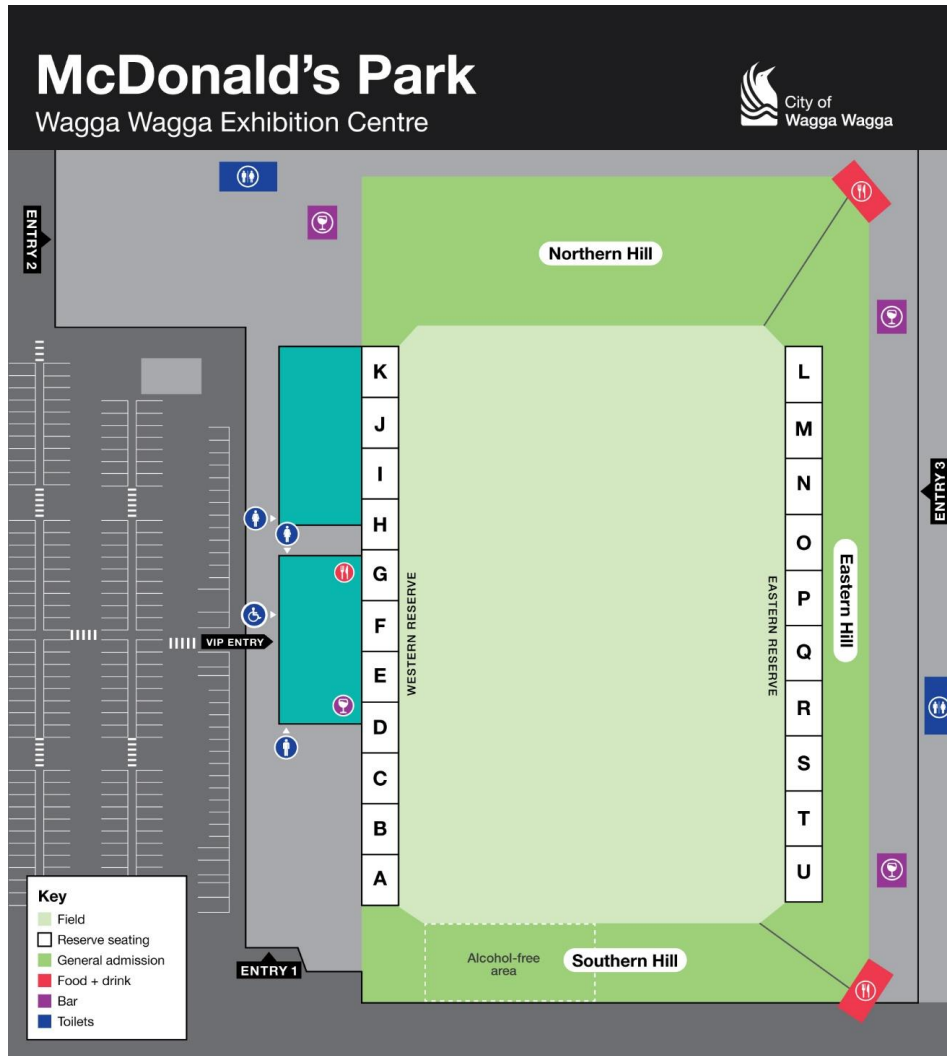 McDonald's Park
Wagga Wagga Exhibition Centre
City of
Wagga Wagga
ENTRY 2
Northern Hill
K
J
I
H
G
F
E
D
C
B
A
WESTERN RESERVE
VIP ENTRY
EASTERN RESERVE
L
M
N
O
P
Q
R
S
T
U
Eastern Hill
ENTRY 3
ENTRY 1
Alcohol-free
area
Southern Hill
Key
Field
Reserve seating
General admission
Food + drink
Bar
Toilets